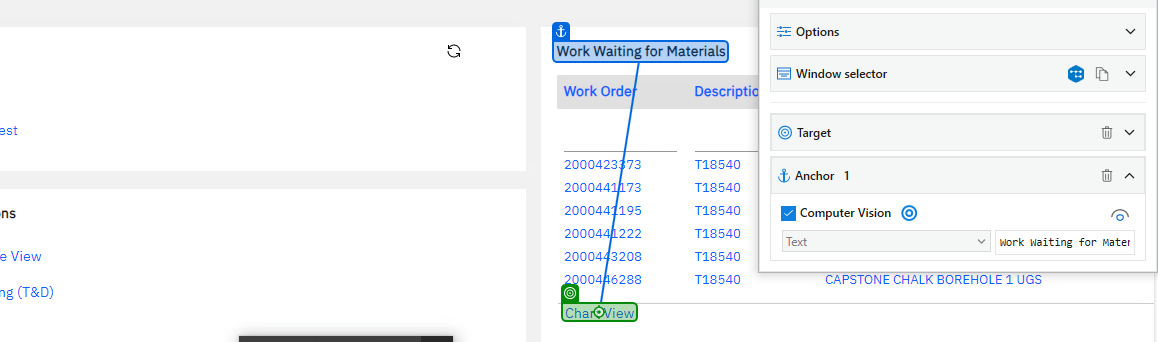 est
ns
e View
ng (T&D)
Work Waiting for Materials
Work Order Descriptio
2000423373 T18540
2000441173 T18540
2000441195 T18540
2000441222 T18540
2000443208 T18540
2000446288 T18540 CAPSTONE CHALK BOREHOLE 1 UGS
Chart View
Options
Window selector
Target
Anchor 1
Computer Vision
Text Work Waiting for Mater